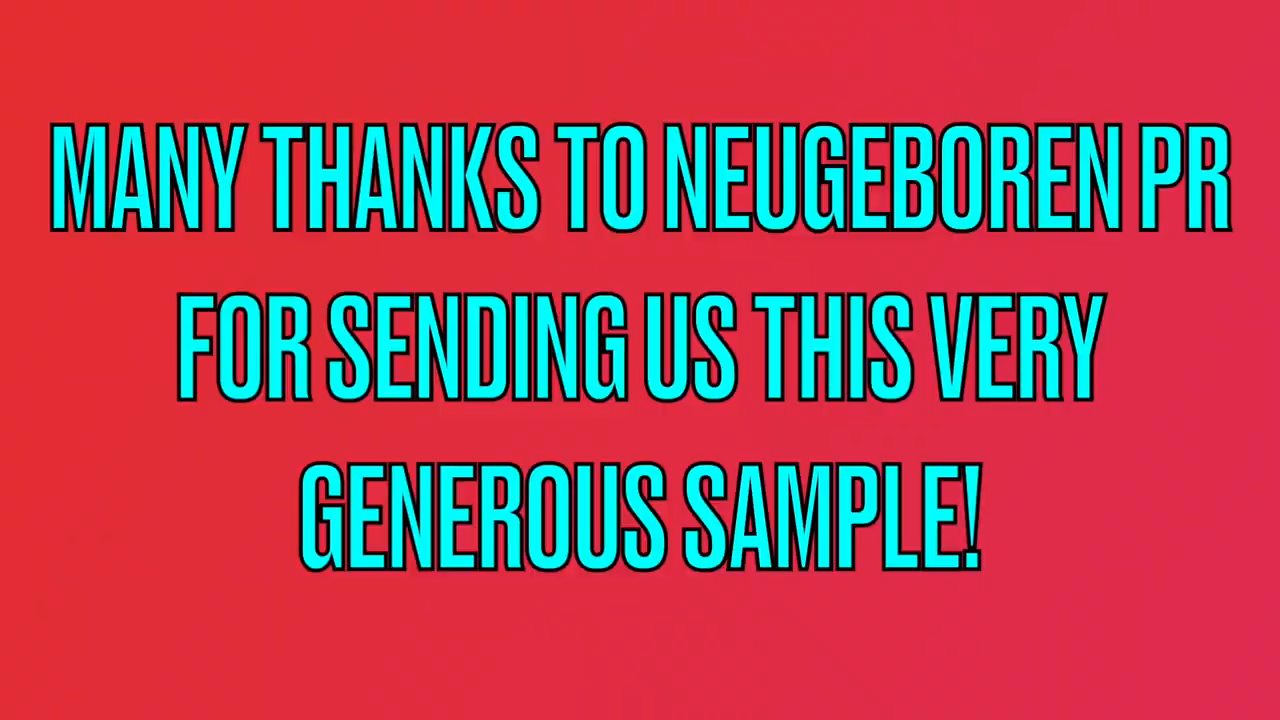 MANY THANKS TO NEUGEBOREN PR
FOR SENDING US THIS VERY
GENEROUS SAMPLE!